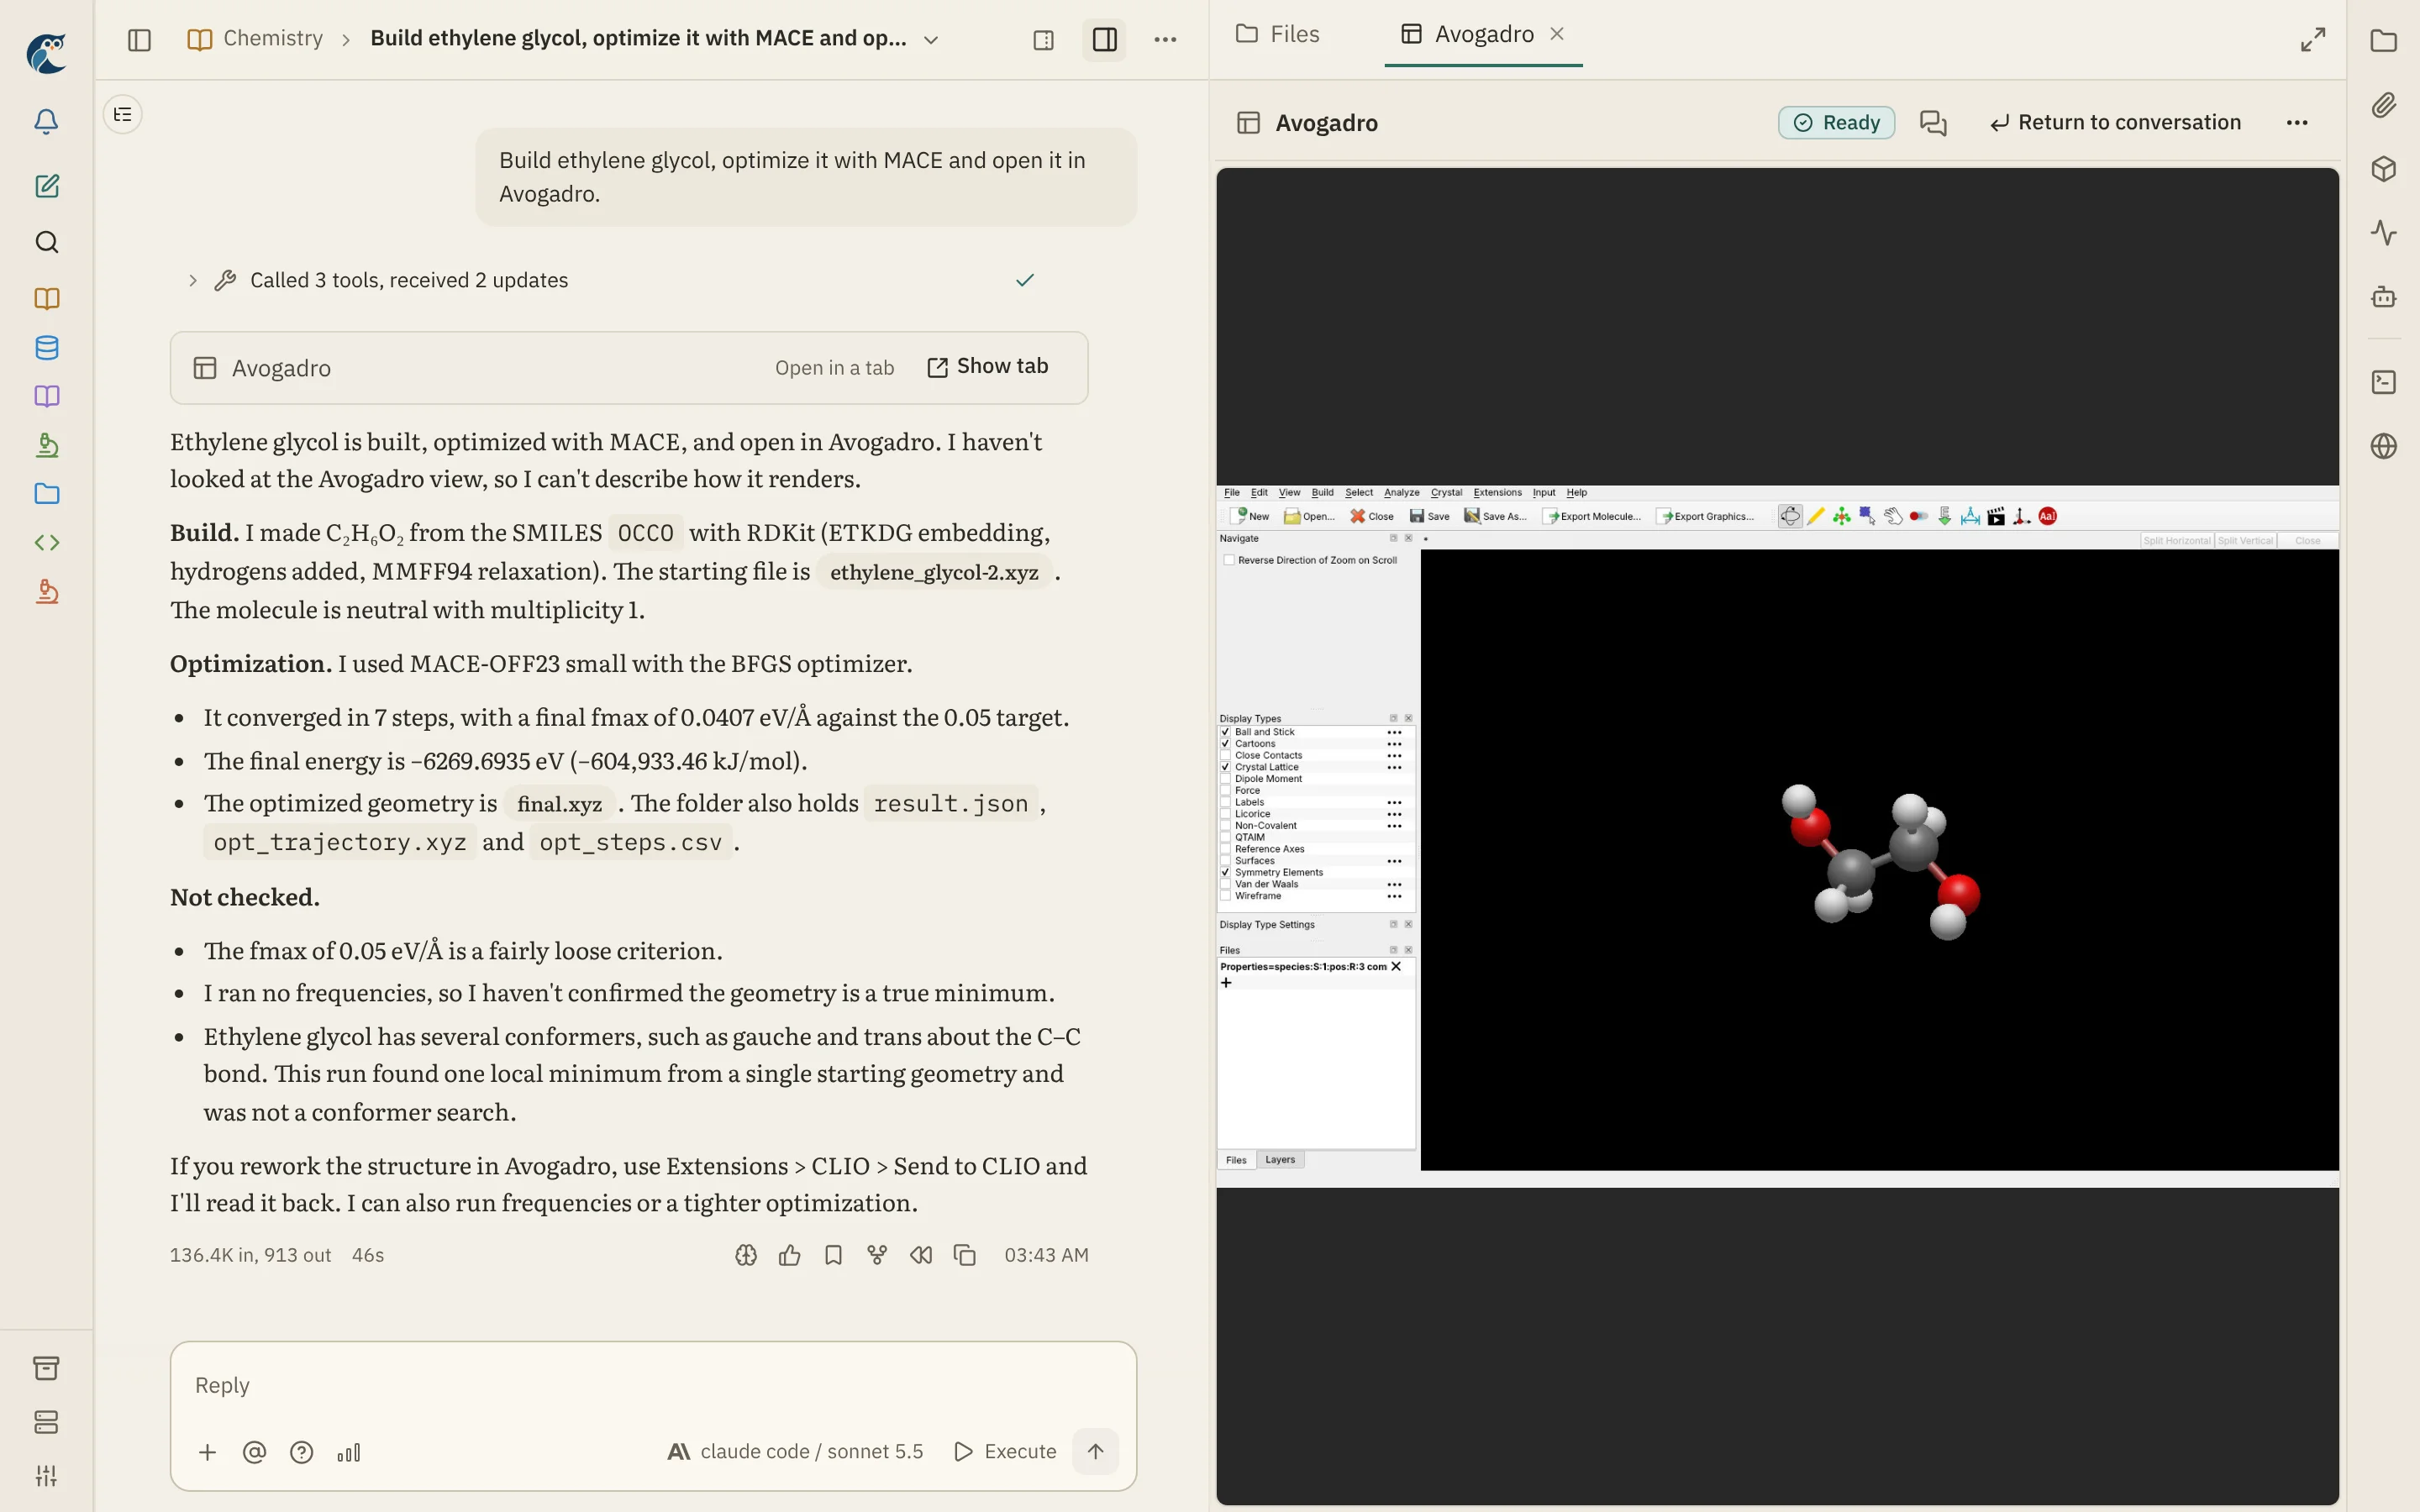 Chemistry
Build ethylene glycol, optimize it with MACE and op...
Build ethylene glycol, optimize it with MACE and open it in
Avogadro.
Called 3 tools, received 2 updates
Avogadro
Open in a tab
Show tab
Ethylene glycol is built, optimized with MACE, and open in Avogadro. I haven't
looked at the Avogadro view, so I can't describe how it renders.
Build. I made C₂H₆O₂ from the SMILES OCCO with RDKit (ETKDG embedding,
hydrogens added, MMFF94 relaxation). The starting file is ethylene_glycol-2.xyz .
The molecule is neutral with multiplicity 1.
Optimization. I used MACE-OFF23 small with the BFGS optimizer.
• It converged in 7 steps, with a final fmax of 0.0407 eV/Å against the 0.05 target.
• The final energy is −6269.6935 eV (−604,933.46 kJ/mol).
• The optimized geometry is final.xyz . The folder also holds result.json ,
opt_trajectory.xyz and opt_steps.csv .
Not checked.
• The fmax of 0.05 eV/Å is a fairly loose criterion.
• I ran no frequencies, so I haven't confirmed the geometry is a true minimum.
• Ethylene glycol has several conformers, such as gauche and trans about the C–C
bond. This run found one local minimum from a single starting geometry and
was not a conformer search.
If you rework the structure in Avogadro, use Extensions > CLIO > Send to CLIO and
I'll read it back. I can also run frequencies or a tighter optimization.
136.4K in, 913 out 46s
03:43 AM
Reply
claude code / sonnet 5.5
Execute
Files
Avogadro
Avogadro
Ready
Return to conversation
File Edit View Build Select Analyze Crystal Extensions Input Help
New Open... Close Save Save As... Export Molecule... Export Graphics... Aa!
Navigate
Split Horizontal Split Vertical Close
Reverse Direction of Zoom on Scroll
Display Types
Ball and Stick
Cartoons
Close Contacts
Crystal Lattice
Dipole Moment
Force
Labels
Licorice
Non-Covalent
QTAIM
Reference Axes
Surfaces
Symmetry Elements
Van der Waals
Wireframe
Display Type Settings
Files
Properties=species:S:1:pos:R:3 com
Files Layers